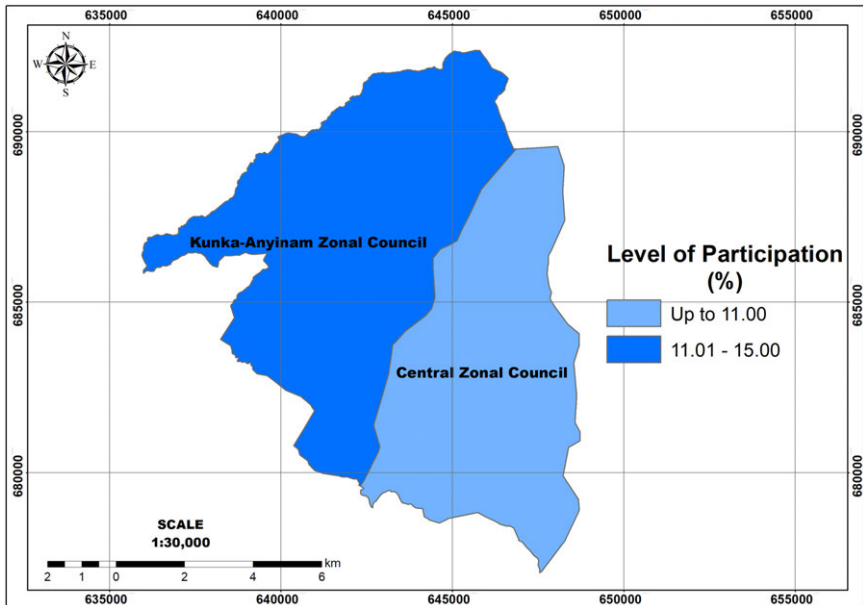 635000 640000 645000 650000 655000
N
W E
S
690000 690000
Kunka-Anyinam Zonal Council
Level of Participation
(%)
685000 685000
Up to 11.00
11.01 - 15.00
Central Zonal Council
680000 680000
SCALE
1:30,000
km
2 1 0 2 4 6
635000 640000 645000 650000 655000